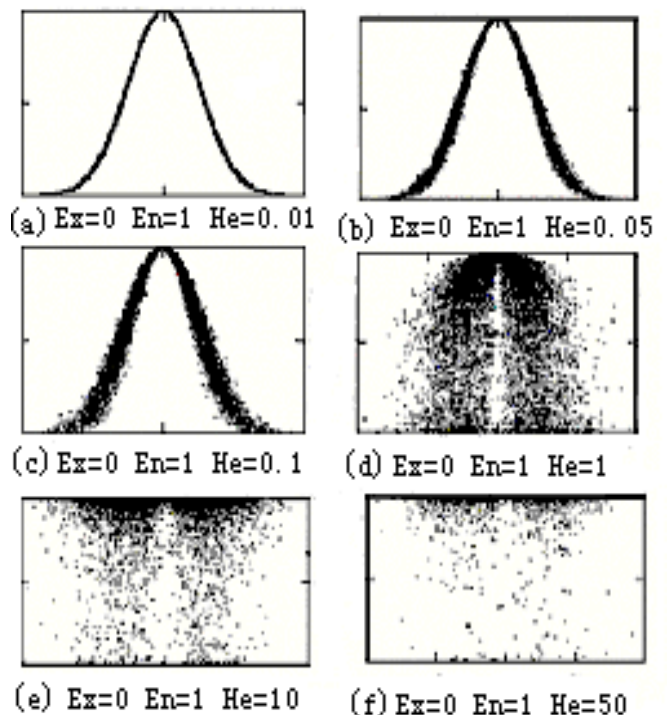 (a) Ex=0 En=1 He=0.01
(b) Ex=0 En=1 He=0.05
(c) Ex=0 En=1 He=0.1
(d) Ex=0 En=1 He=1
(e) Ex=0 En=1 He=10
(f) Ex=0 En=1 He=50